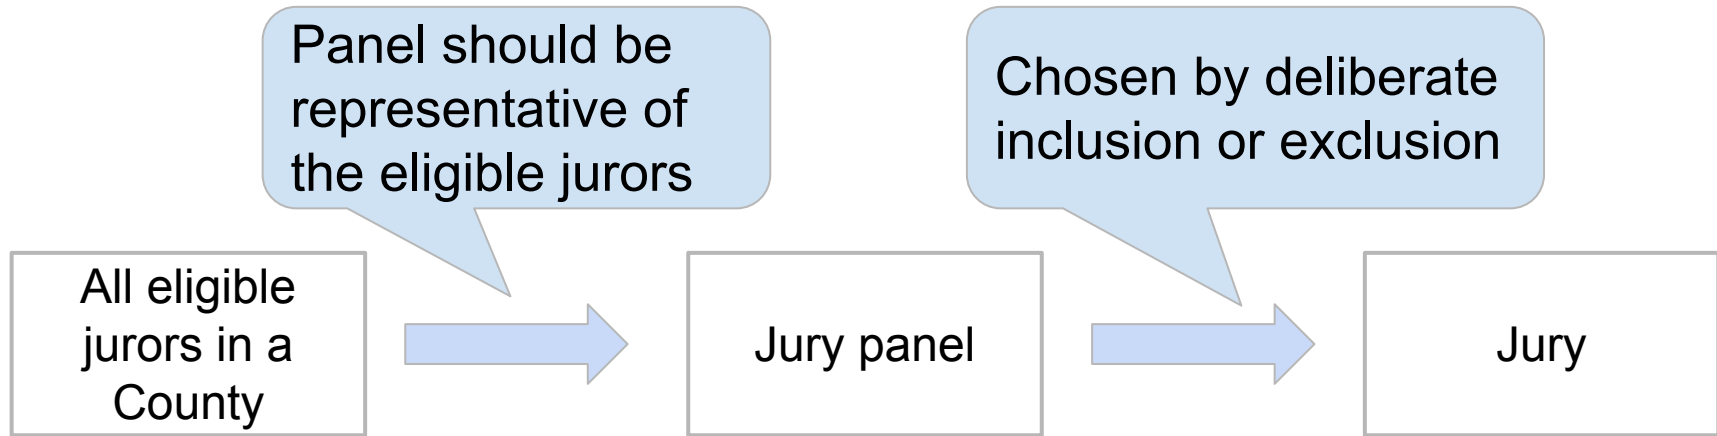 Panel should be
representative of
the eligible jurors
Chosen by deliberate
inclusion or exclusion
All eligible
jurors in a
County
Jury panel
Jury